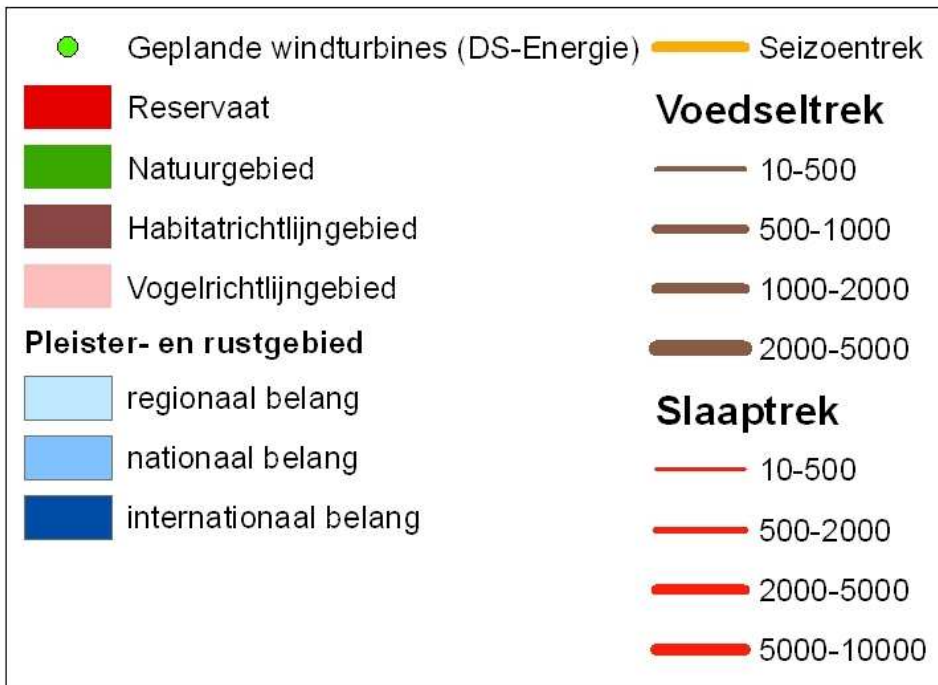 Geplande windturbines (DS-Energie)
Reservaat
Natuurgebied
Habitatrichtlijngebied
Vogelrichtlijngebied
Pleister- en rustgebied
regionaal belang
nationaal belang
internationaal belang
Seizoentrek
Voedseltrek
10-500
500-1000
1000-2000
2000-5000
Slaaptrek
10-500
500-2000
2000-5000
5000-10000